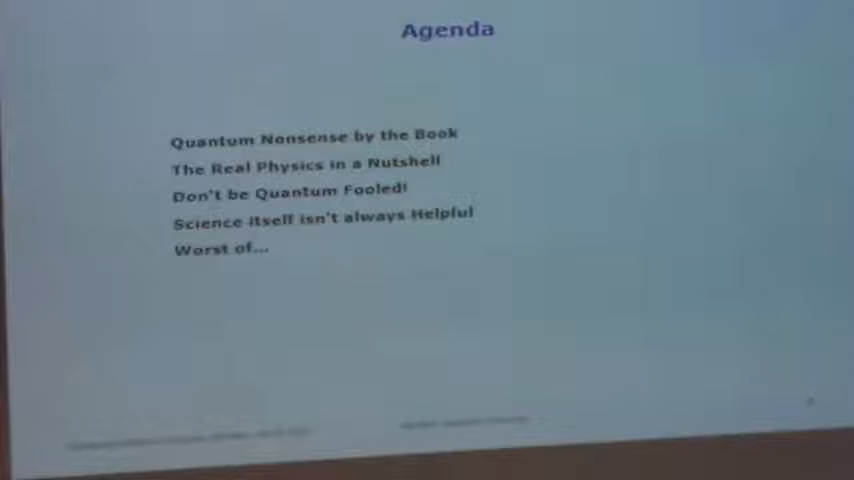 Agenda
Quantum Nonsense by the Book
The Real Physics in a Nutshell
Don't be Quantum Fooled!
Science itself isn't always Helpful
Worst of...